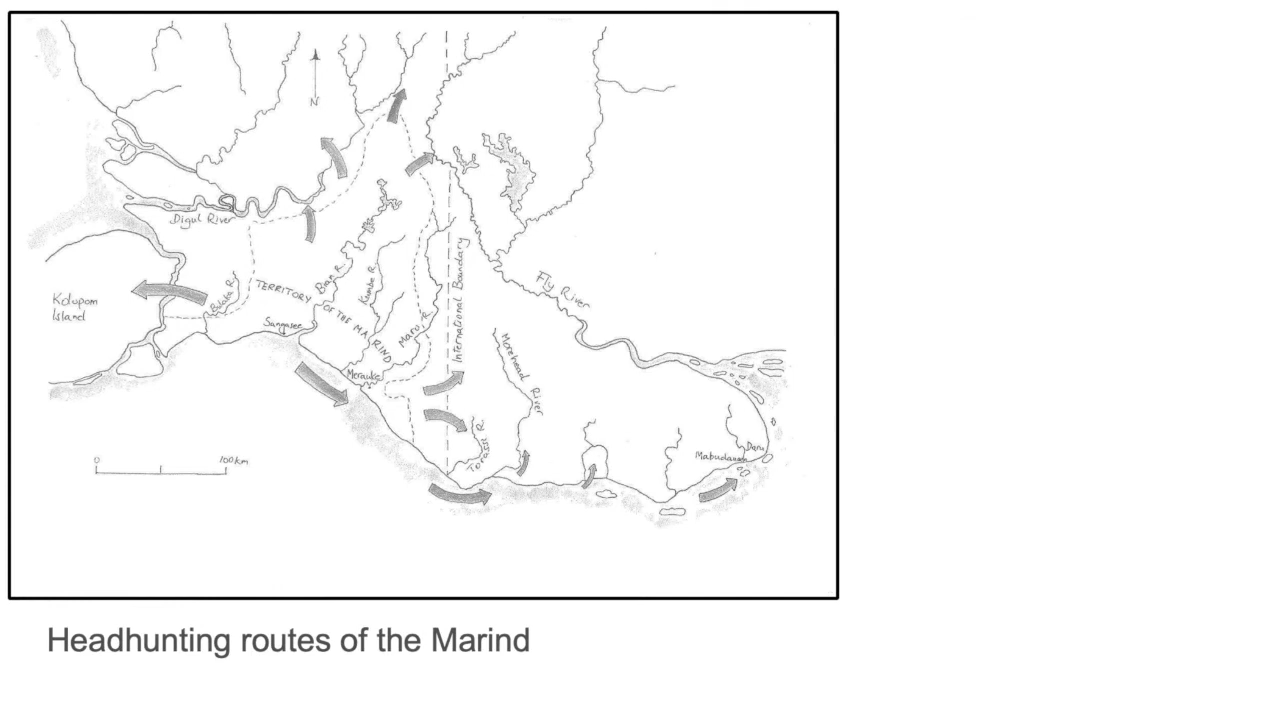 N
Digul River
Kolopom
Island
Bulaka R.
TERRITORY OF THE MARIND
Bian R.
Kumbe R.
Maro R.
Sangasee
Merauke
International Boundary
Fly River
Morehead River
Torassi R.
Mabudauan
Daru
0
100km
Headhunting routes of the Marind